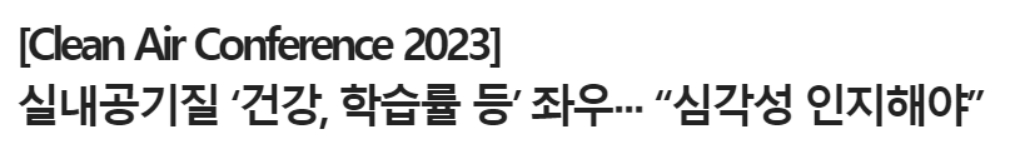 [Clean Air Conference 2023]
실내공기질 ‘건강, 학습률 등’ 좌우… “심각성 인지해야”